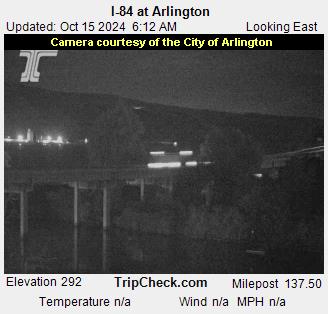 I-84 at Arlington
Updated: Oct 15 2024 6:12 AM Looking East
Camera courtesy of the City of Arlington
Elevation 292 TripCheck.com Milepost 137.50
Temperature n/a Wind n/a MPH n/a